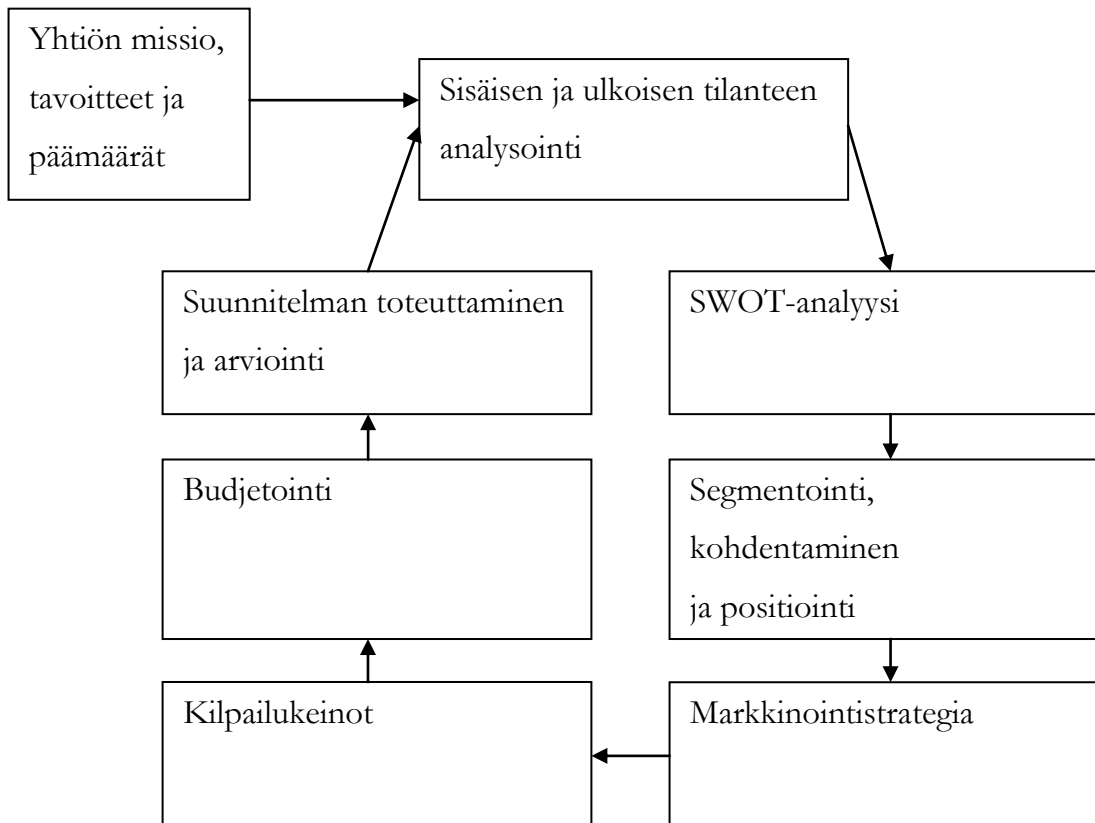 Yhtiön missio,
tavoitteet ja
päämäärät
Sisäisen ja ulkoisen tilanteen
analysointi
Suunnitelman toteuttaminen
ja arviointi
SWOT-analyysi
Budjetointi
Segmentointi,
kohdentaminen
ja positiointi
Kilpailukeinot
Markkinointistrategia